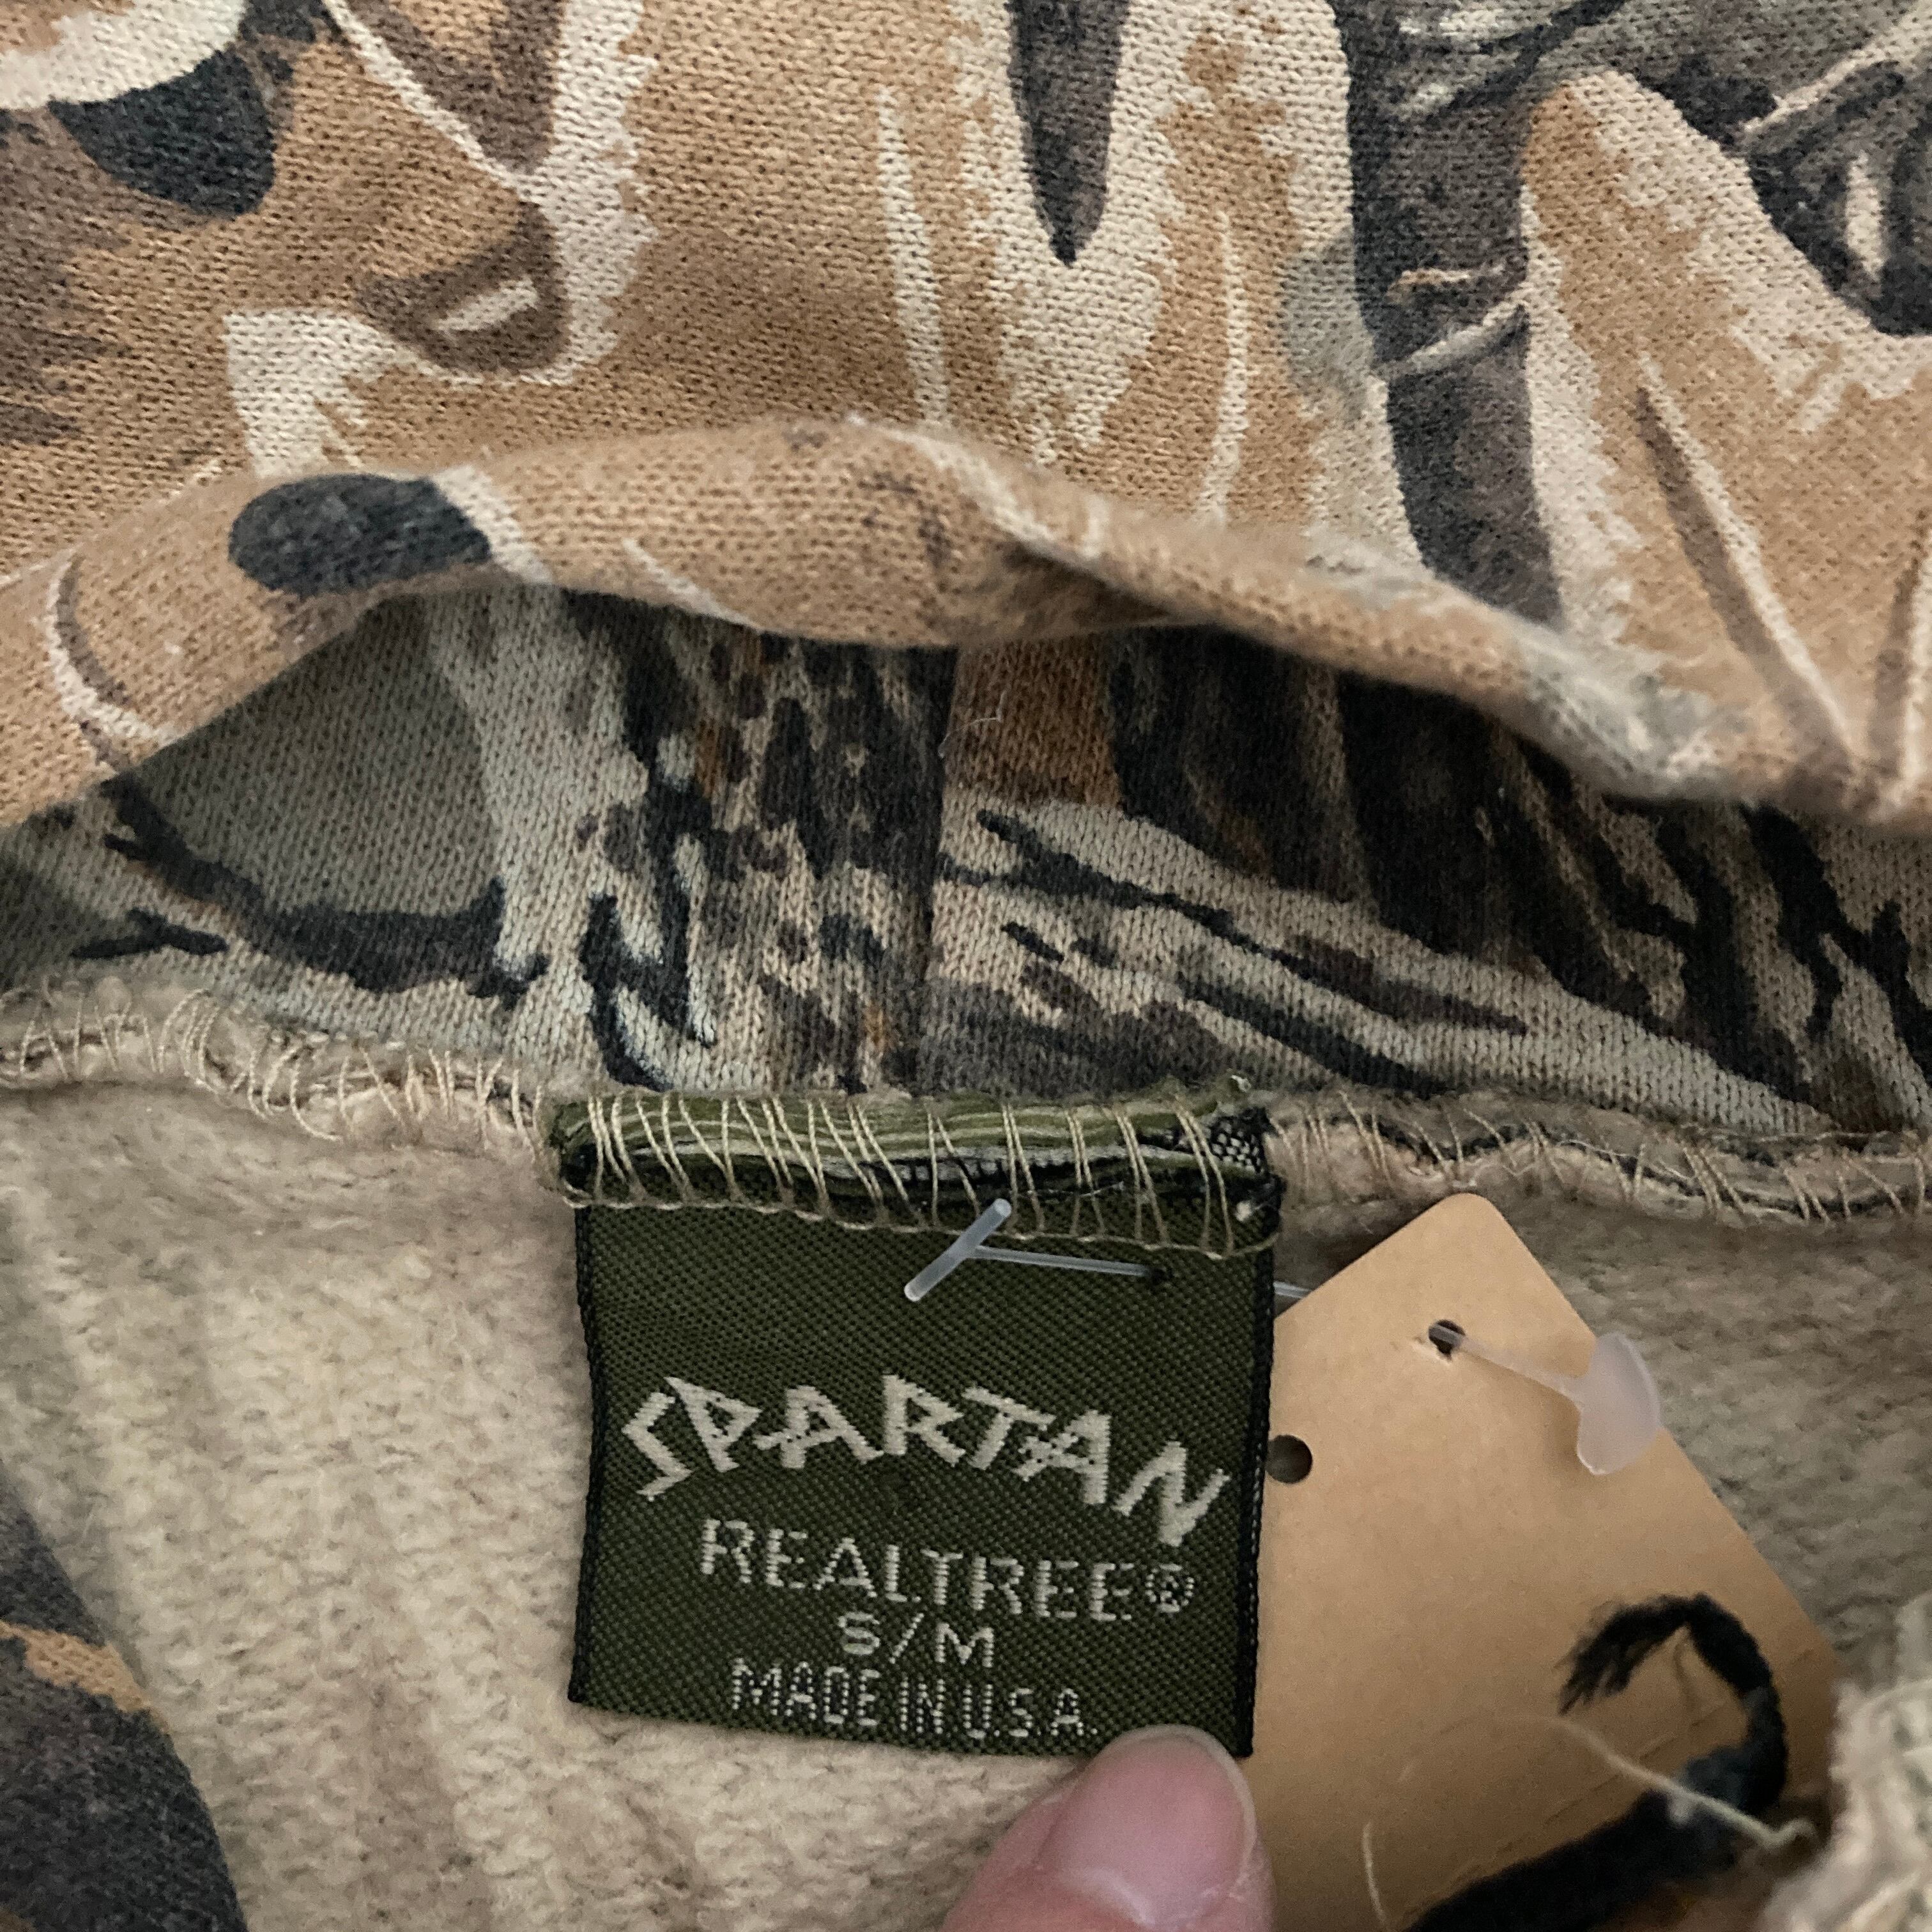 SPARTAN
REALTREE®
S/M
MADE IN U.S.A.